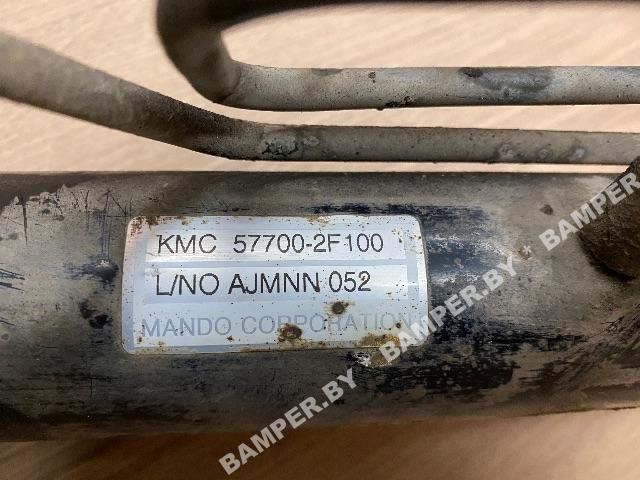 KMC 57700-2F100
L/NO AJMNN 052
MANDO CORPORATION
BAMPER.BY - BAMPER.BY - BAMPER.BY